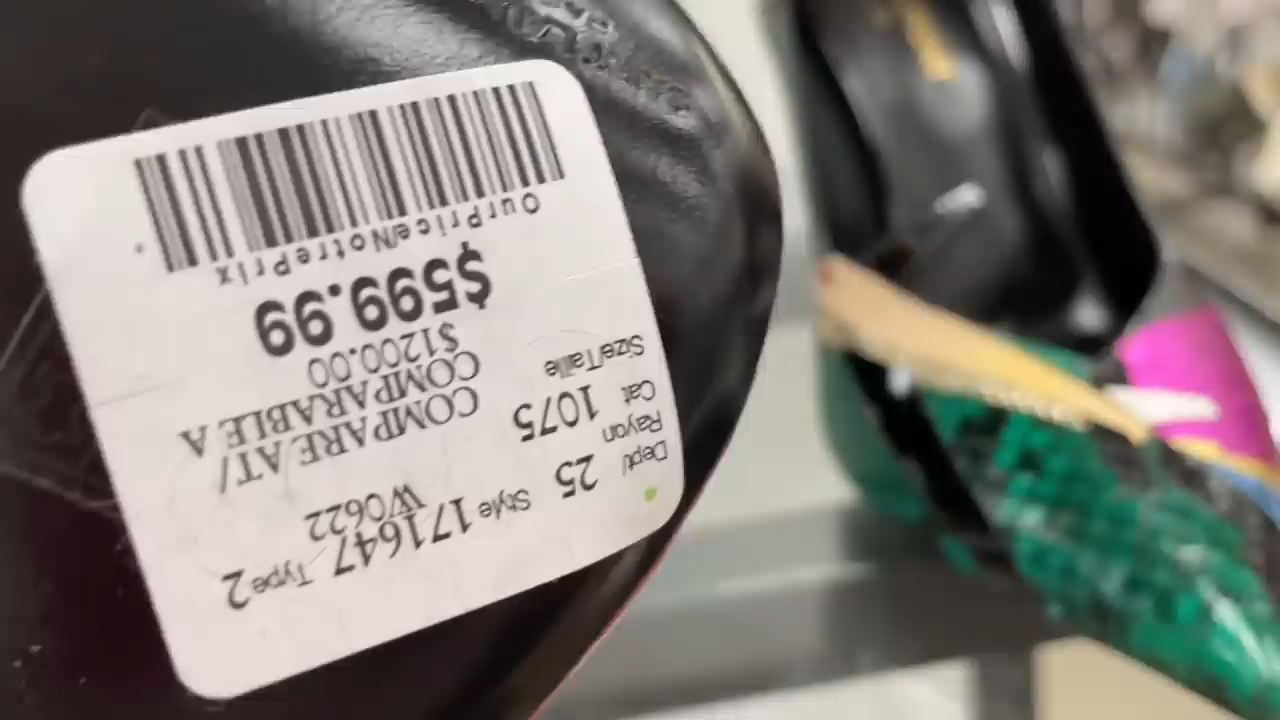 Dept/ Rayon 25 Style 171647 Type 2
W0622
Cat 1075
Size/Taille
COMPARE AT/
COMPARABLE A
$1200.00
$599.99
OurPrice/NotrePrix